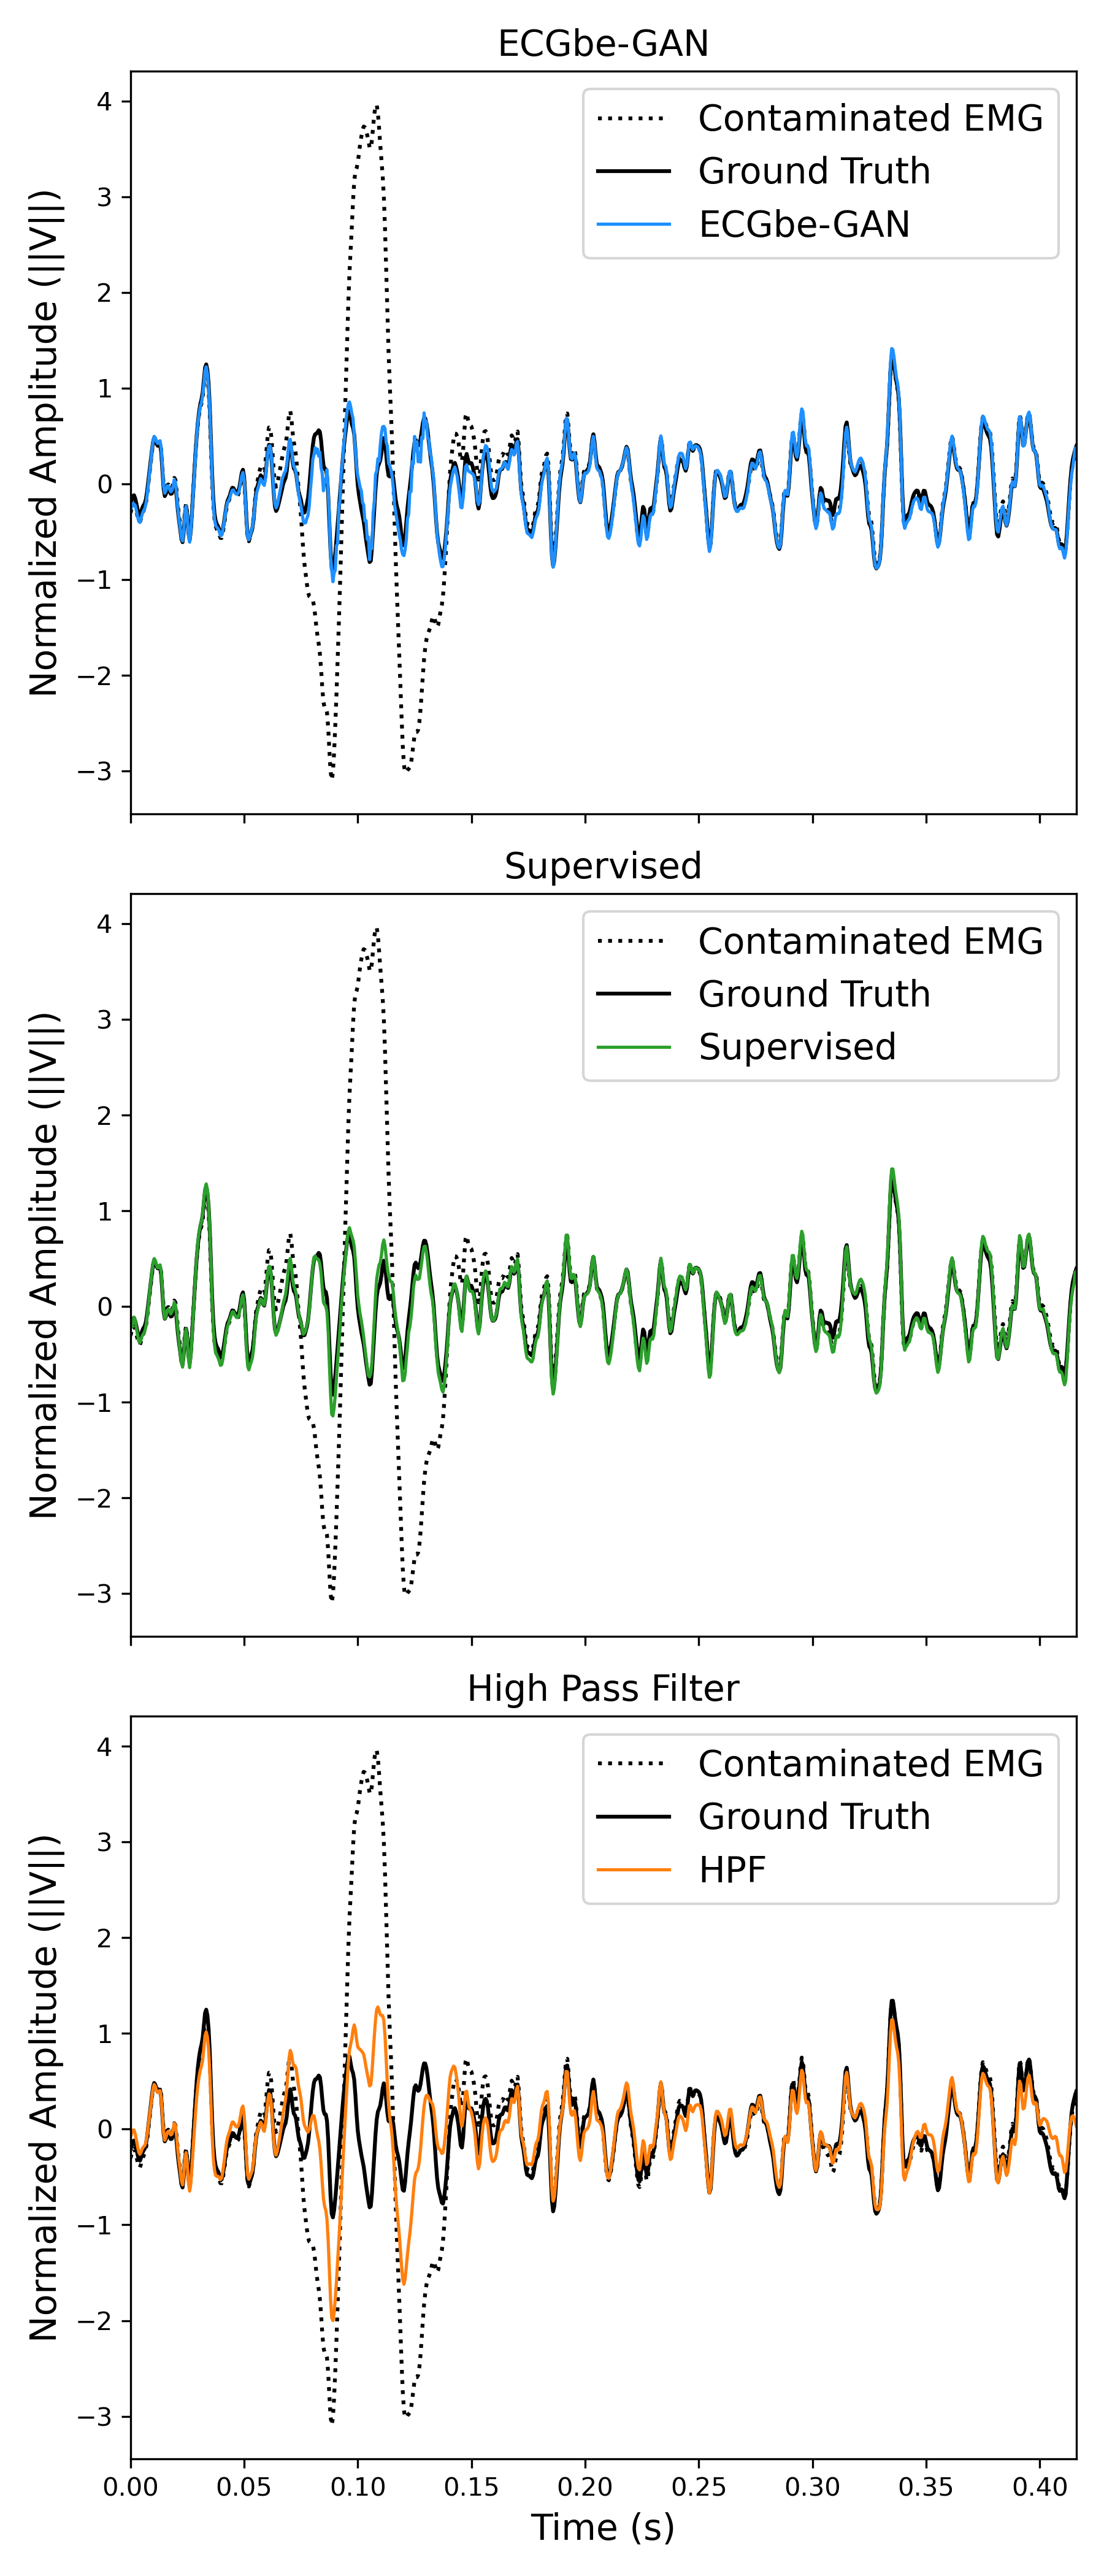 ECGbe-GAN
4
3
2
1
0
−1
−2
−3
Normalized Amplitude (||V||)
Contaminated EMG
Ground Truth
ECGbe-GAN
Supervised
4
3
2
1
0
−1
−2
−3
Normalized Amplitude (||V||)
Contaminated EMG
Ground Truth
Supervised
High Pass Filter
4
3
2
1
0
−1
−2
−3
Normalized Amplitude (||V||)
Contaminated EMG
Ground Truth
HPF
0.00 0.05 0.10 0.15 0.20 0.25 0.30 0.35 0.40
Time (s)